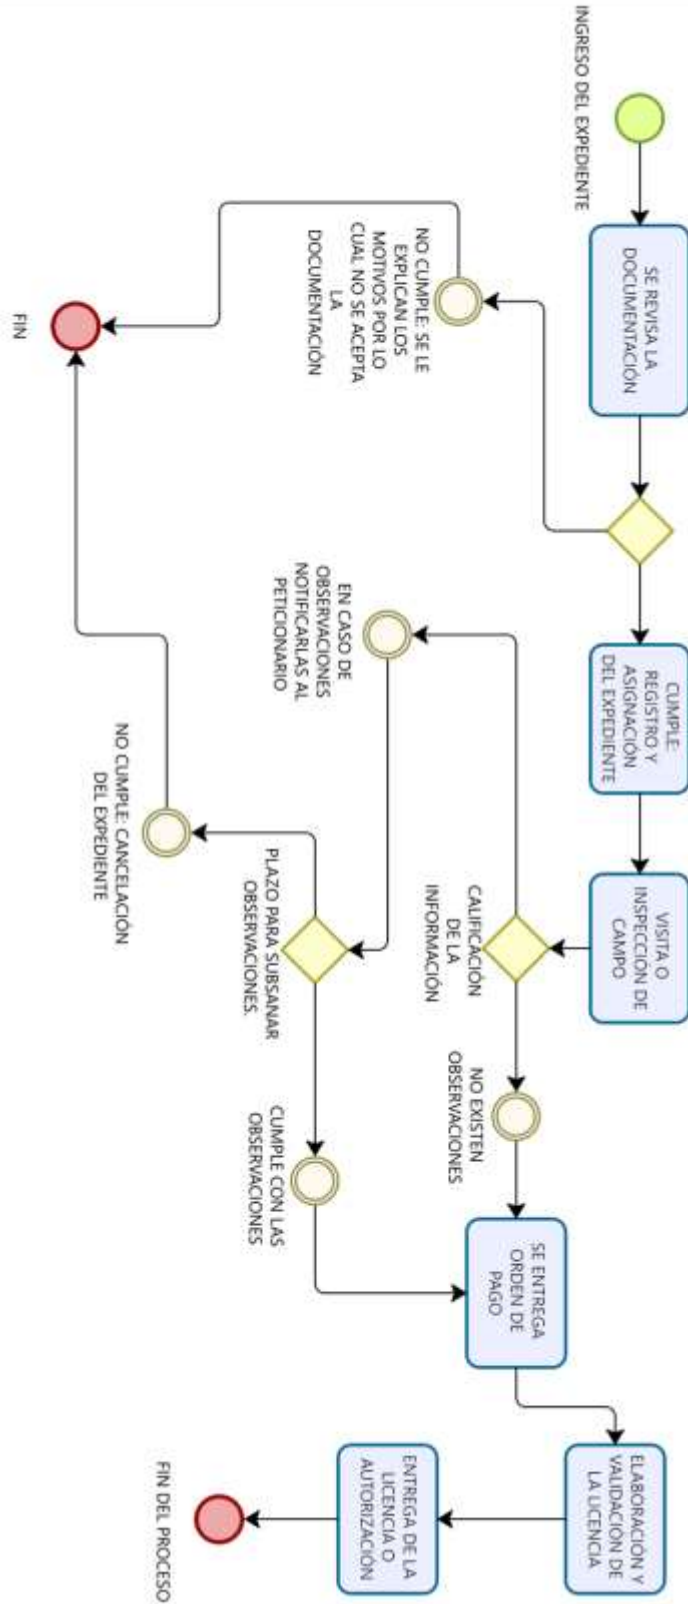 INGRESO DEL EXPEDIENTE
SE REVISA LA
DOCUMENTACIÓN
NO CUMPLE: SE LE
EXPLICAN LOS
MOTIVOS POR LO
CUAL NO SE ACEPTA
LA
DOCUMENTACIÓN
FIN
CUMPLE:
REGISTRO Y
ASIGNACIÓN
DEL EXPEDIENTE
VISITA O
INSPECCIÓN DE
CAMPO
CALIFICACIÓN
DE LA
INFORMACIÓN
EN CASO DE
OBSERVACIONES
NOTIFICARLAS AL
PETICIONARIO
PLAZO PARA SUBSANAR
OBSERVACIONES.
NO CUMPLE: CANCELACIÓN
DEL EXPEDIENTE
NO EXISTEN
OBSERVACIONES
CUMPLE CON LAS
OBSERVACIONES
SE ENTREGA
ORDEN DE
PAGO
ELABORACIÓN Y
VALIDACIÓN DE
LA LICENCIA
ENTREGA DE LA
LICENCIA O
AUTORIZACIÓN
FIN DEL PROCESO